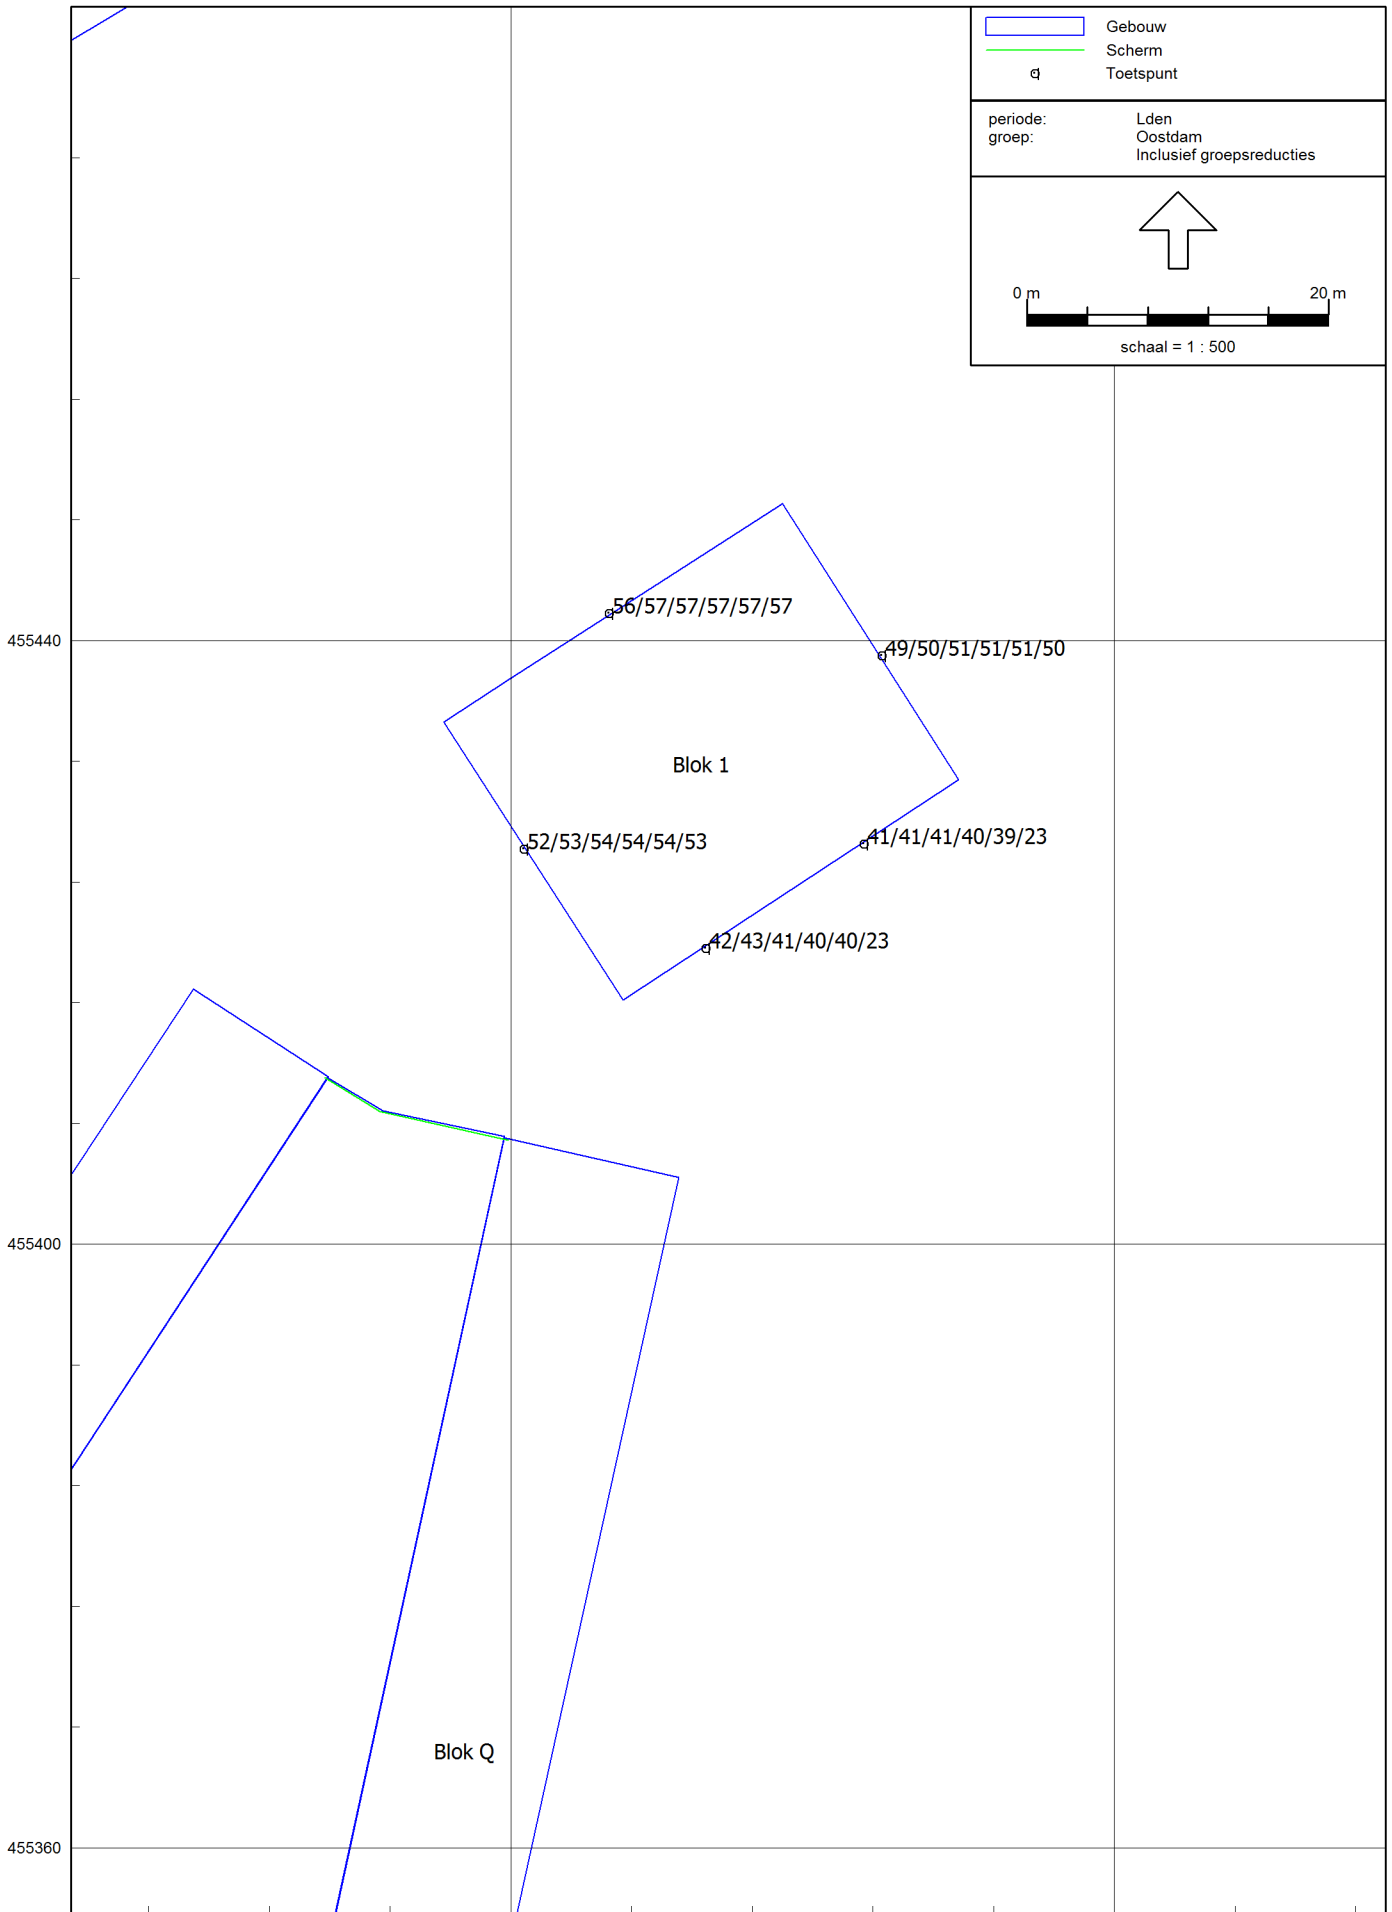 Gebouw
Scherm
Toetspunt
periode: Lden
groep: Oostdam
Inclusief groepsreducties
0 m 20 m
schaal = 1 : 500
56/57/57/57/57/57
455440
49/50/51/51/51/50
Blok 1
52/53/54/54/54/53
41/41/41/40/39/23
42/43/41/40/40/23
455400
Blok Q
455360